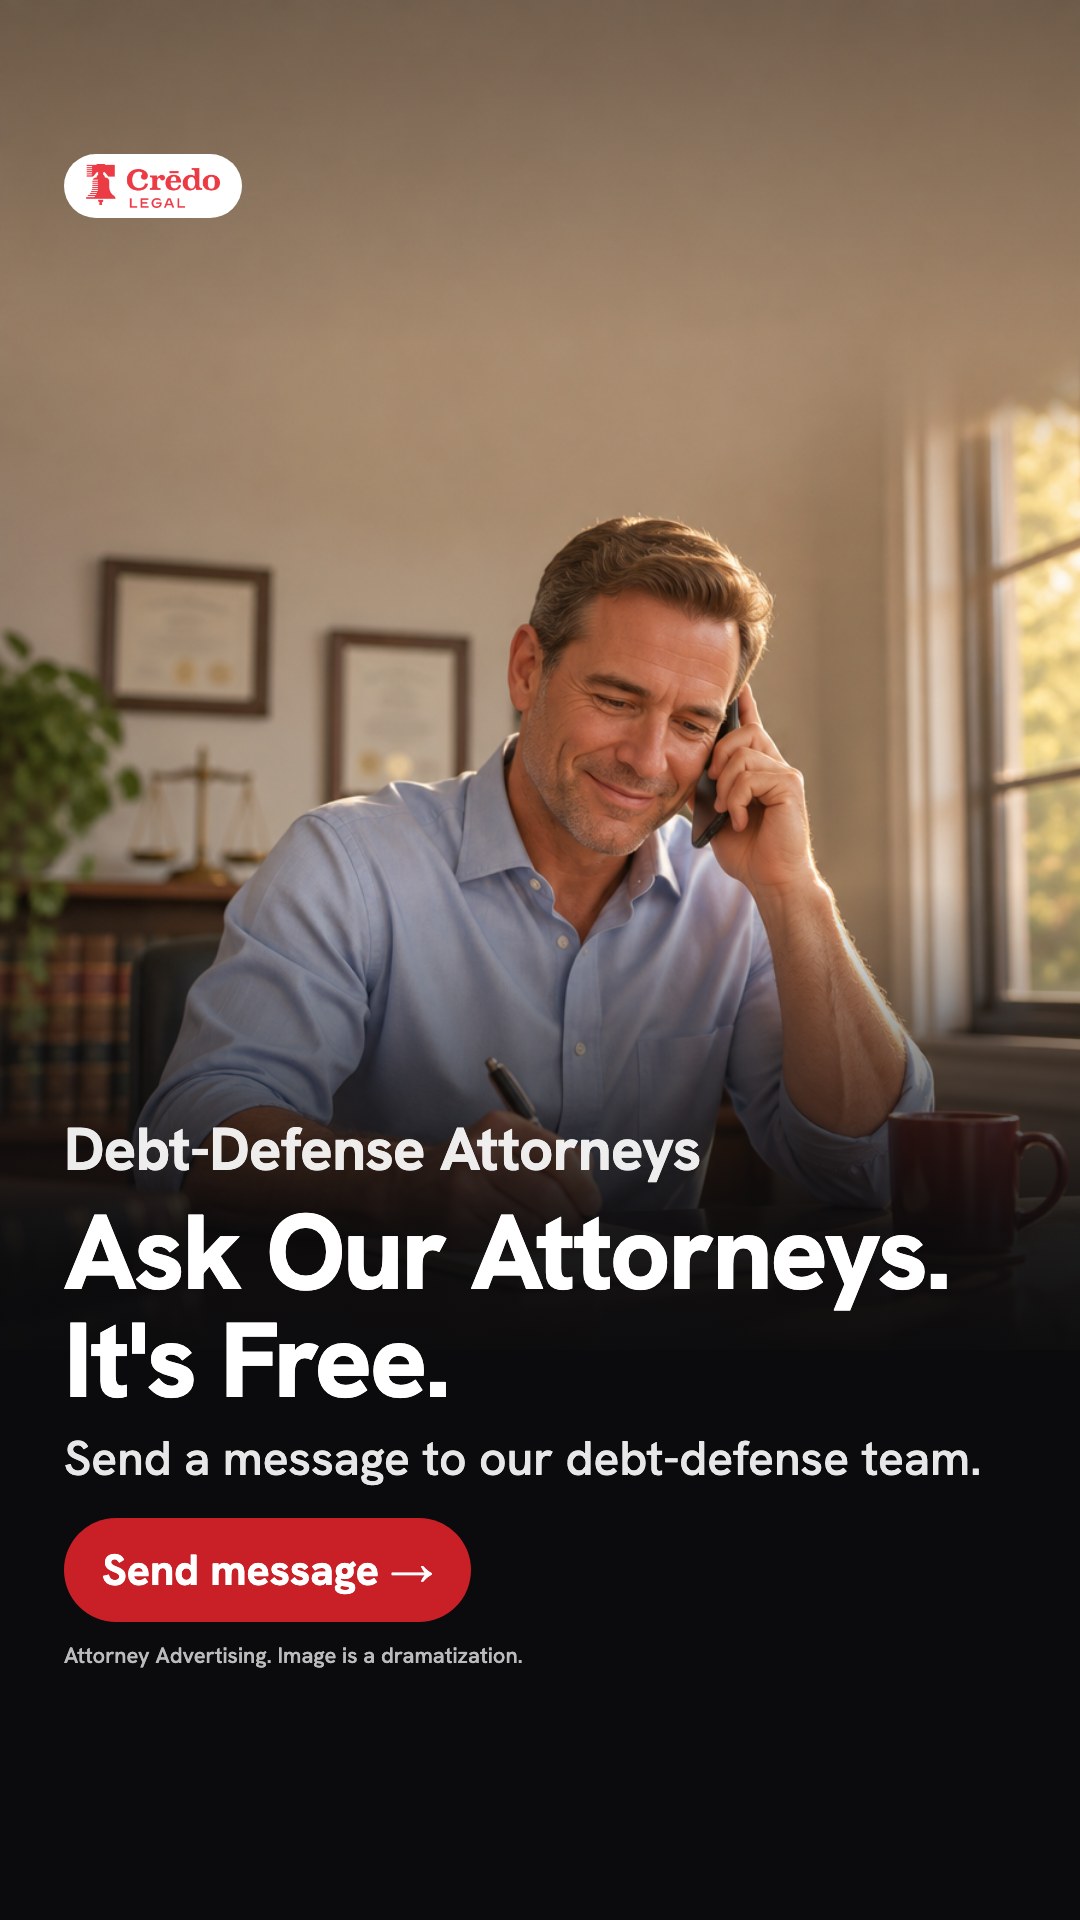 Crēdo
LEGAL
Debt-Defense Attorneys
Ask Our Attorneys.
It's Free.
Send a message to our debt-defense team.
Send message →
Attorney Advertising. Image is a dramatization.